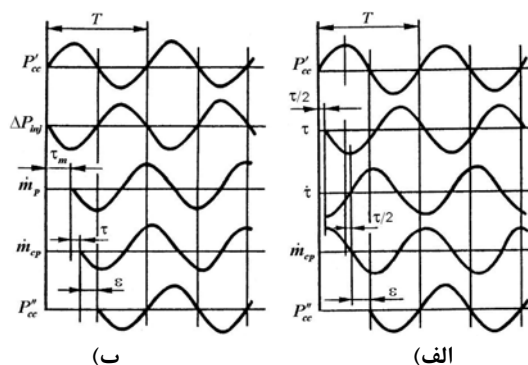 T
P'cc
ΔPinj
τm
ṁp
τ
ṁcp
ε
P''cc
ب)
T
P'cc
τ/2
τ
τ̇
τ/2
ṁcp
ε
P''cc
الف)